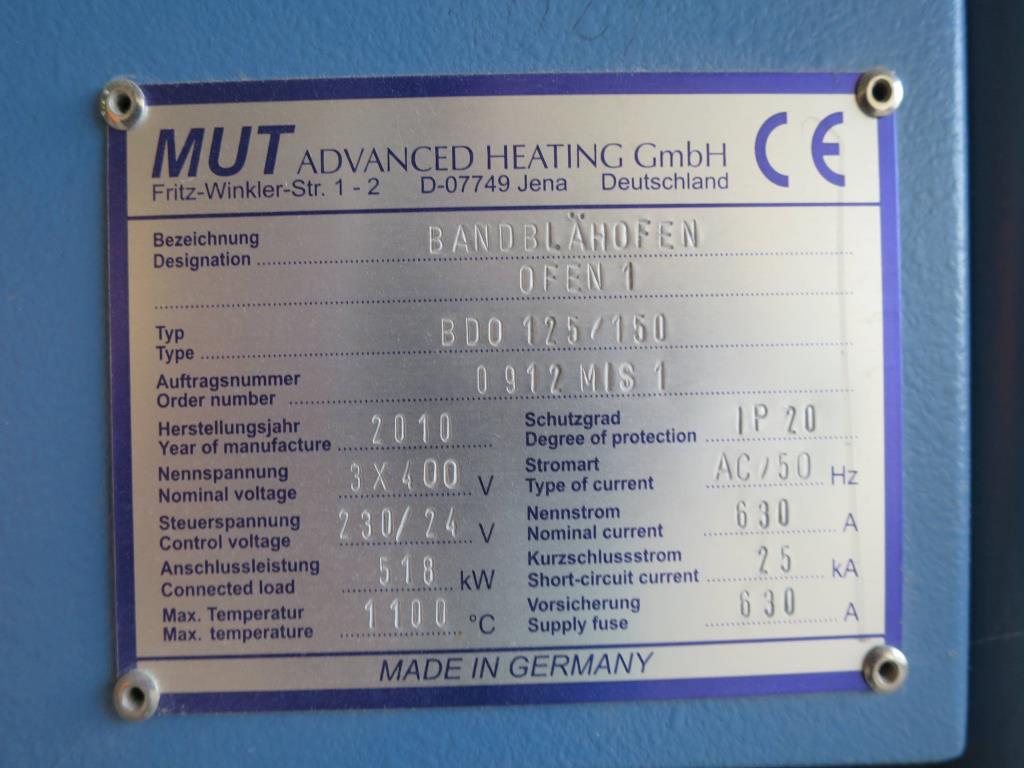 MUT ADVANCED HEATING GmbH CE
Fritz-Winkler-Str. 1 - 2 D-07749 Jena Deutschland
Bezeichnung
Designation BANDBLÄHOFEN
OFEN 1
Typ
Type BDO 125/150
Auftragsnummer
Order number 0912 MIS 1
Herstellungsjahr
Year of manufacture 2010
Schutzgrad
Degree of protection IP 20
Nennspannung
Nominal voltage 3 X 400 V
Stromart
Type of current AC/50 Hz
Steuerspannung
Control voltage 230/24 V
Nennstrom
Nominal current 630 A
Anschlussleistung
Connected load 518 kW
Kurzschlussstrom
Short-circuit current 25 kA
Max. Temperatur
Max. temperature 1100 °C
Vorsicherung
Supply fuse 630 A
MADE IN GERMANY